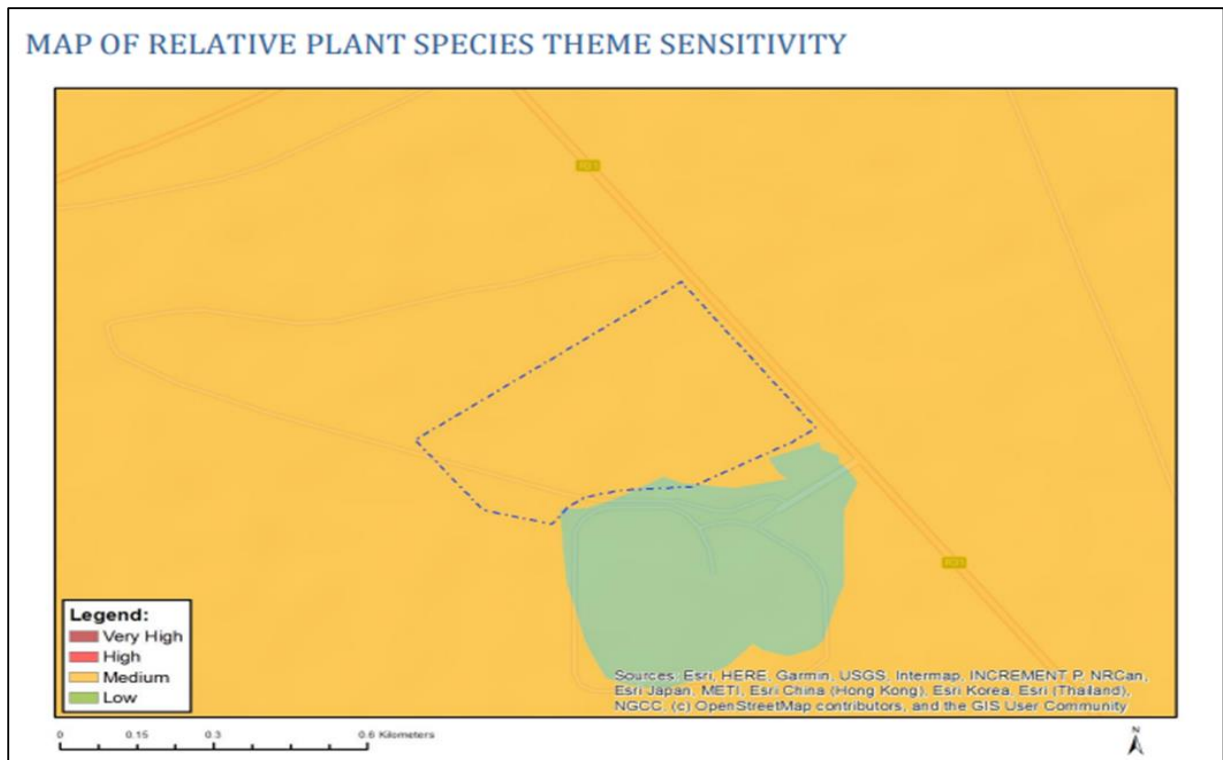 MAP OF RELATIVE PLANT SPECIES THEME SENSITIVITY
Legend:
Very High
High
Medium
Low
Sources: Esri, HERE, Garmin, USGS, Intermap, INCREMENT P, NRCan,
Esri Japan, METI, Esri China (Hong Kong), Esri Korea, Esri (Thailand),
NGCC, (c) OpenStreetMap contributors, and the GIS User Community
0 0.15 0.3 0.6 Kilometers
N